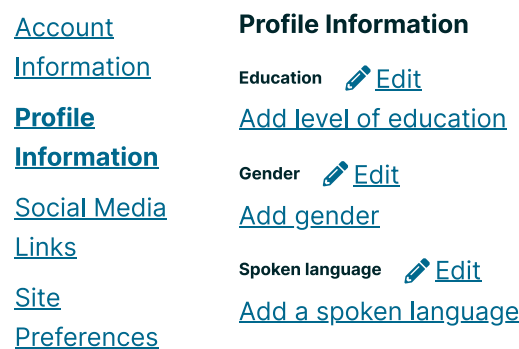 Account
Information
Profile
Information
Social Media
Links
Site
Preferences
Profile Information
Education Edit
Add level of education
Gender Edit
Add gender
Spoken language Edit
Add a spoken language